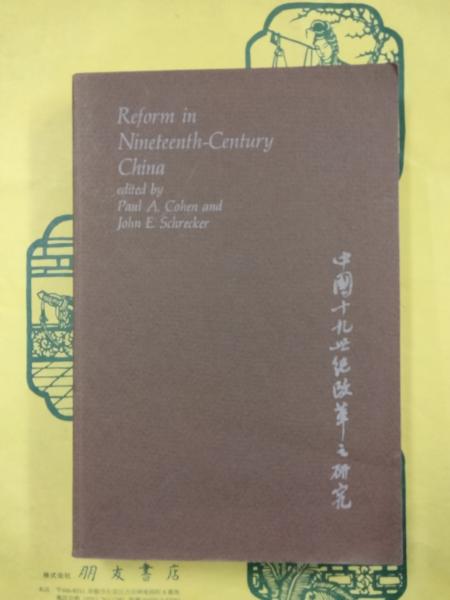 Reform in
Nineteenth-Century
China
edited by
Paul A. Cohen and
John E. Schrecker
中國十九世紀改革之研究
株式会社 朋友書店